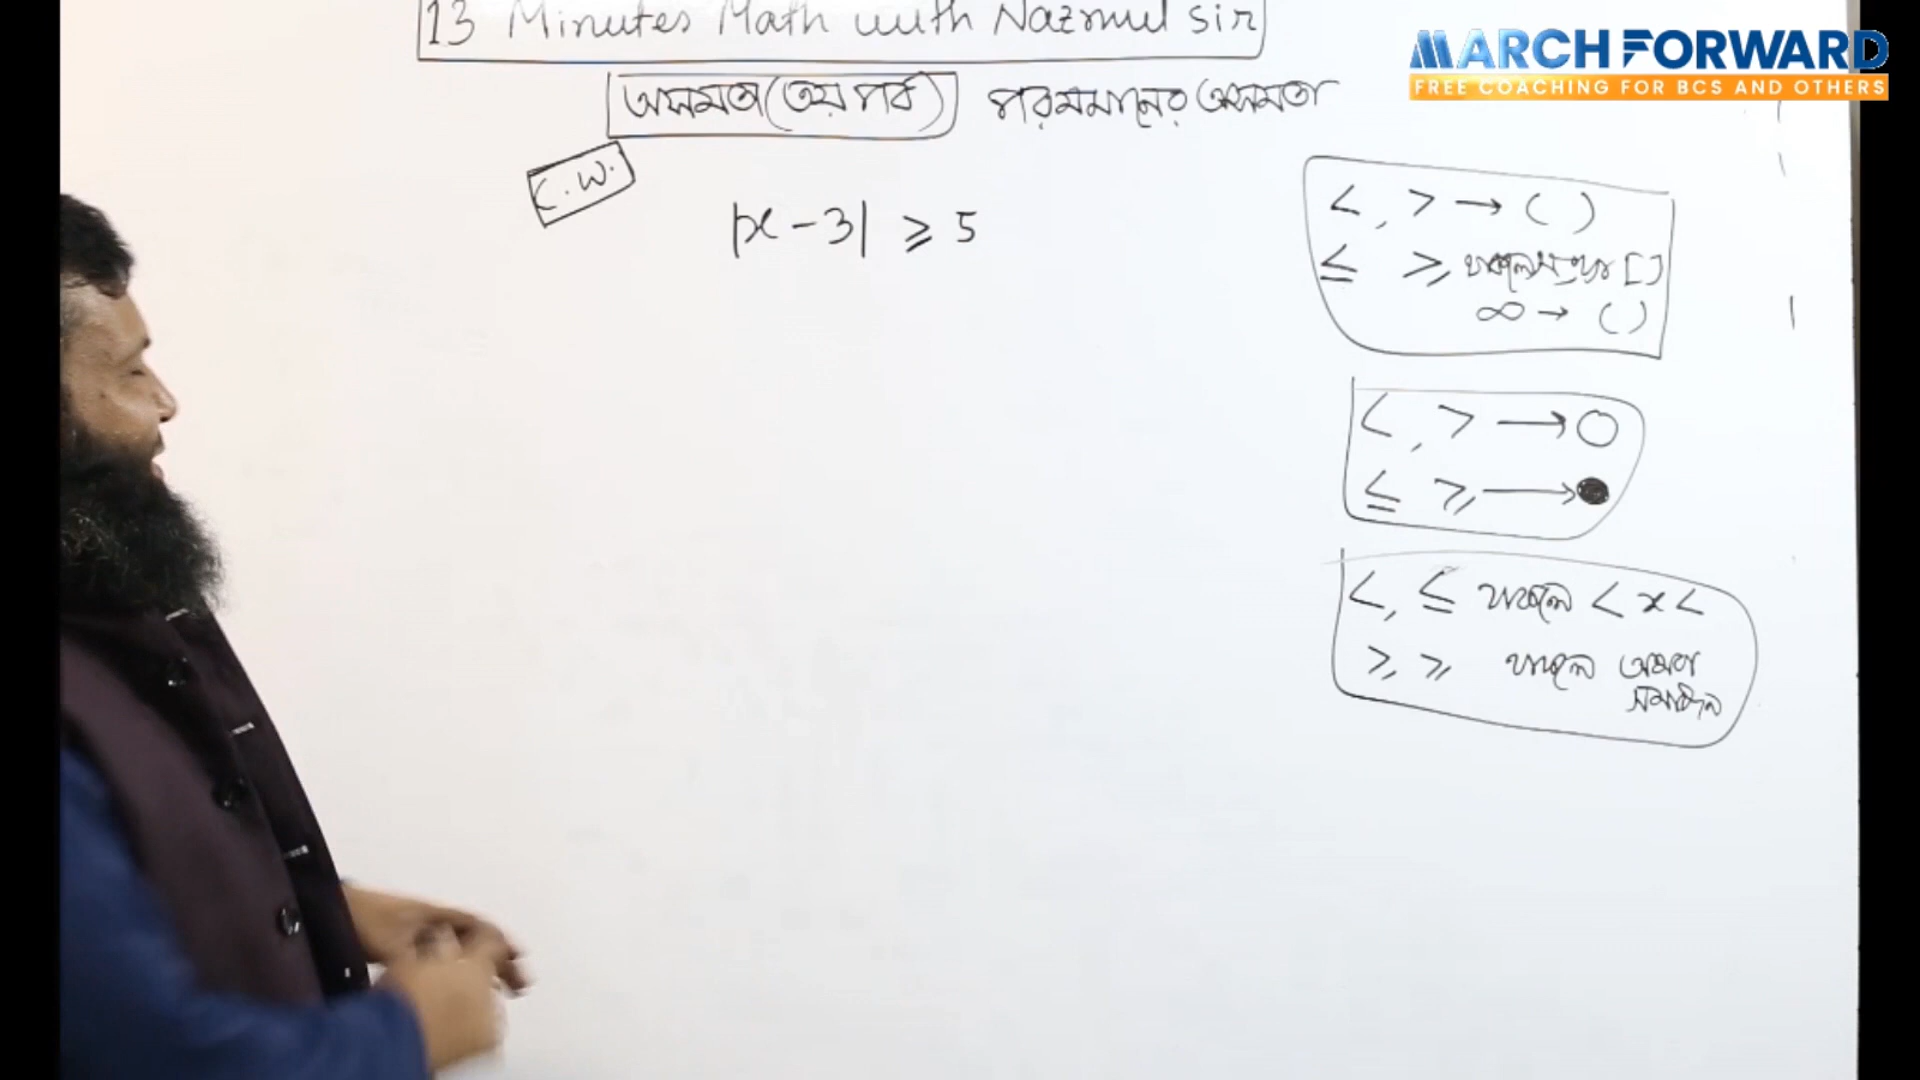 13 Minutes Math with Nazmul sir
অসমতা (৩য় পর্ব) পরমমানের অসমতা
C.W.
|x - 3| ≥ 5
<, > → ( )
≤ ≥ থাকলে [ ]
∞ → ( )
<, > → ○
≤ ≥ → ●
<, ≤ থাকলে < x <
>, ≥ থাকলে অথবা
সমাধান
MARCH FORWARD
FREE COACHING FOR BCS AND OTHERS